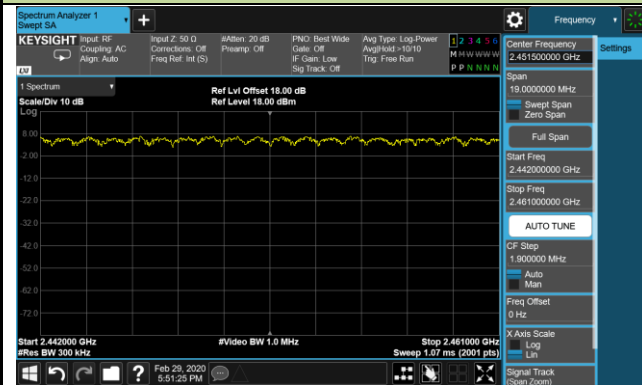 Spectrum Analyzer 1
Swept SA
+
Frequency
KEYSIGHT
Input: RF
Coupling: AC
Align: Auto
Input Z: 50 Ω
Corrections: Off
Freq Ref: Int (S)
#Atten: 20 dB
Preamp: Off
PNO: Best Wide
Gate: Off
IF Gain: Low
Sig Track: Off
Avg Type: Log-Power
Avg|Hold:>10/10
Trig: Free Run
1 2 3 4 5 6
M W W W W W
P P N N N N
LXI
1 Spectrum
Scale/Div 10 dB
Ref Lvl Offset 18.00 dB
Ref Level 18.00 dBm
Log
8.00
-2.00
-12.0
-22.0
-32.0
-42.0
-52.0
-62.0
-72.0
Start 2.442000 GHz
#Res BW 300 kHz
#Video BW 1.0 MHz
Stop 2.461000 GHz
Sweep 1.07 ms (2001 pts)
Center Frequency
2.451500000 GHz
Settings
Span
19.0000000 MHz
Swept Span
Zero Span
Full Span
Start Freq
2.442000000 GHz
Stop Freq
2.461000000 GHz
AUTO TUNE
CF Step
1.900000 MHz
Auto
Man
Freq Offset
0 Hz
X Axis Scale
Log
Lin
Signal Track
(Span Zoom)
?
Feb 29, 2020
5:51:25 PM